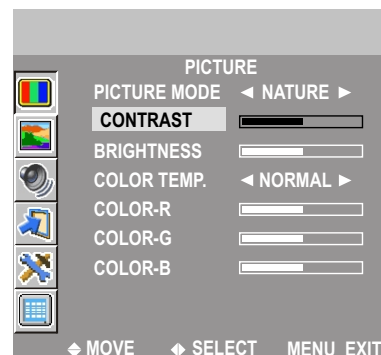 PICTURE
PICTURE MODE ◄ NATURE ►
CONTRAST
BRIGHTNESS
COLOR TEMP. ◄ NORMAL ►
COLOR-R
COLOR-G
COLOR-B
MOVE SELECT MENU EXIT